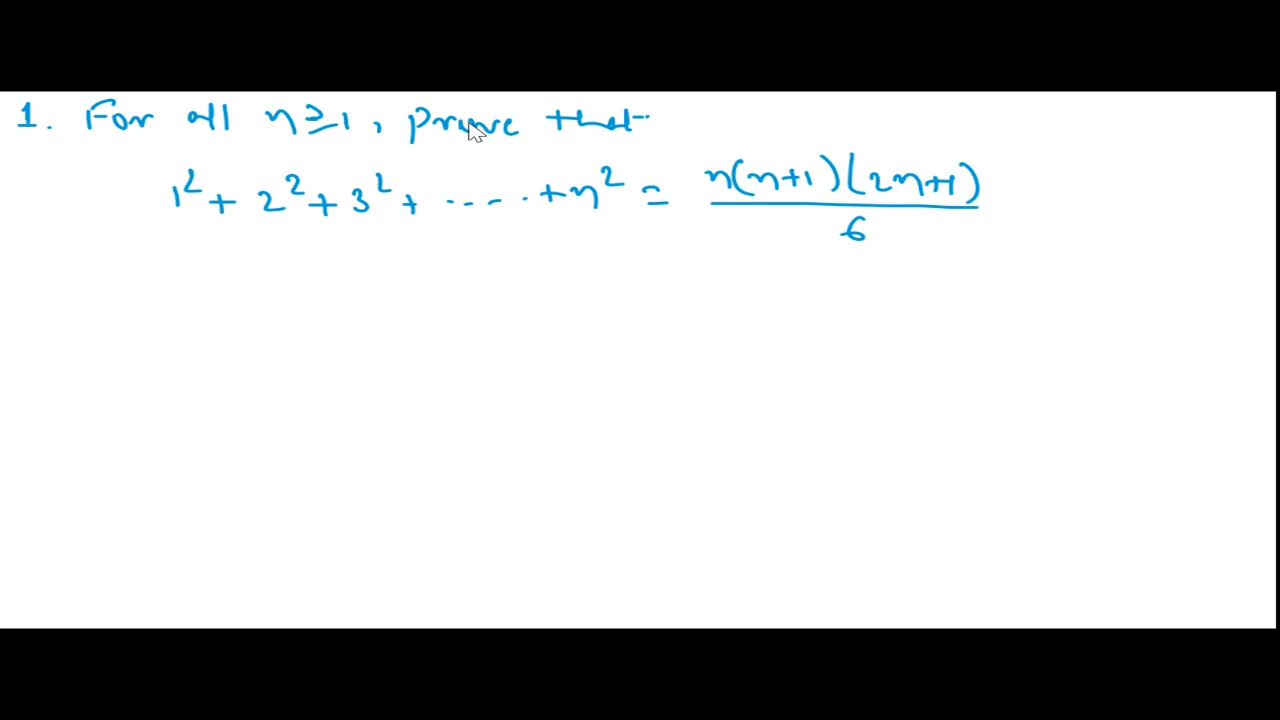 1. For all n≥1, prove that
1² + 2² + 3² + ..... + n² = n(n+1)(2n+1)/6